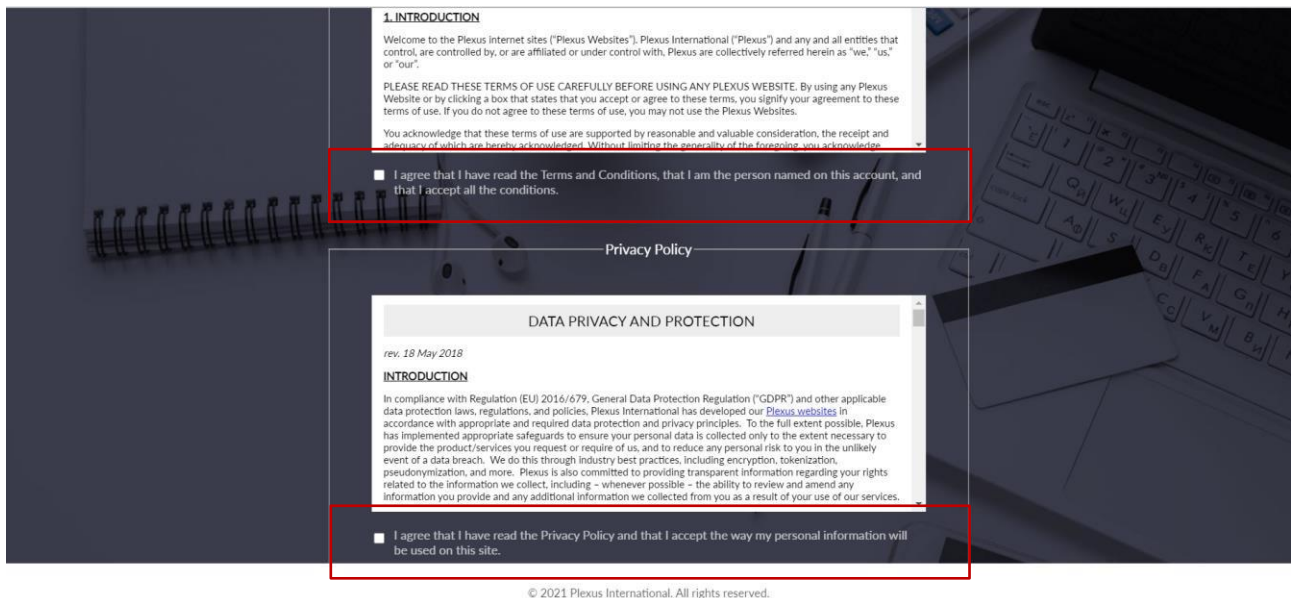 1. INTRODUCTION
Welcome to the Plexus internet sites (“Plexus Websites”). Plexus International (“Plexus”) and any and all entities that
control, are controlled by, or are affiliated or under control with, Plexus are collectively referred herein as “we,” “us,”
or “our”.
PLEASE READ THESE TERMS OF USE CAREFULLY BEFORE USING ANY PLEXUS WEBSITE. By using any Plexus
Website or by clicking a box that states that you accept or agree to these terms, you signify your agreement to these
terms of use. If you do not agree to these terms of use, you may not use the Plexus Websites.
You acknowledge that these terms of use are supported by reasonable and valuable consideration, the receipt and
adequacy of which are hereby acknowledged. Without limiting the generality of the foregoing, you acknowledge
I agree that I have read the Terms and Conditions, that I am the person named on this account, and
that I accept all the conditions.
Privacy Policy
DATA PRIVACY AND PROTECTION
rev. 18 May 2018
INTRODUCTION
In compliance with Regulation (EU) 2016/679, General Data Protection Regulation (“GDPR”) and other applicable
data protection laws, regulations, and policies, Plexus International has developed our Plexus websites in
accordance with appropriate and required data protection and privacy principles. To the full extent possible, Plexus
has implemented appropriate safeguards to ensure your personal data is collected only to the extent necessary to
provide the product/services you request or require of us, and to reduce any personal risk to you in the unlikely
event of a data breach. We do this through industry best practices, including encryption, tokenization,
pseudonymization, and more. Plexus is also committed to providing transparent information regarding your rights
related to the information we collect, including – whenever possible – the ability to review and amend any
information you provide and any additional information we collected from you as a result of your use of our services.
I agree that I have read the Privacy Policy and that I accept the way my personal information will
be used on this site.
© 2021 Plexus International. All rights reserved.